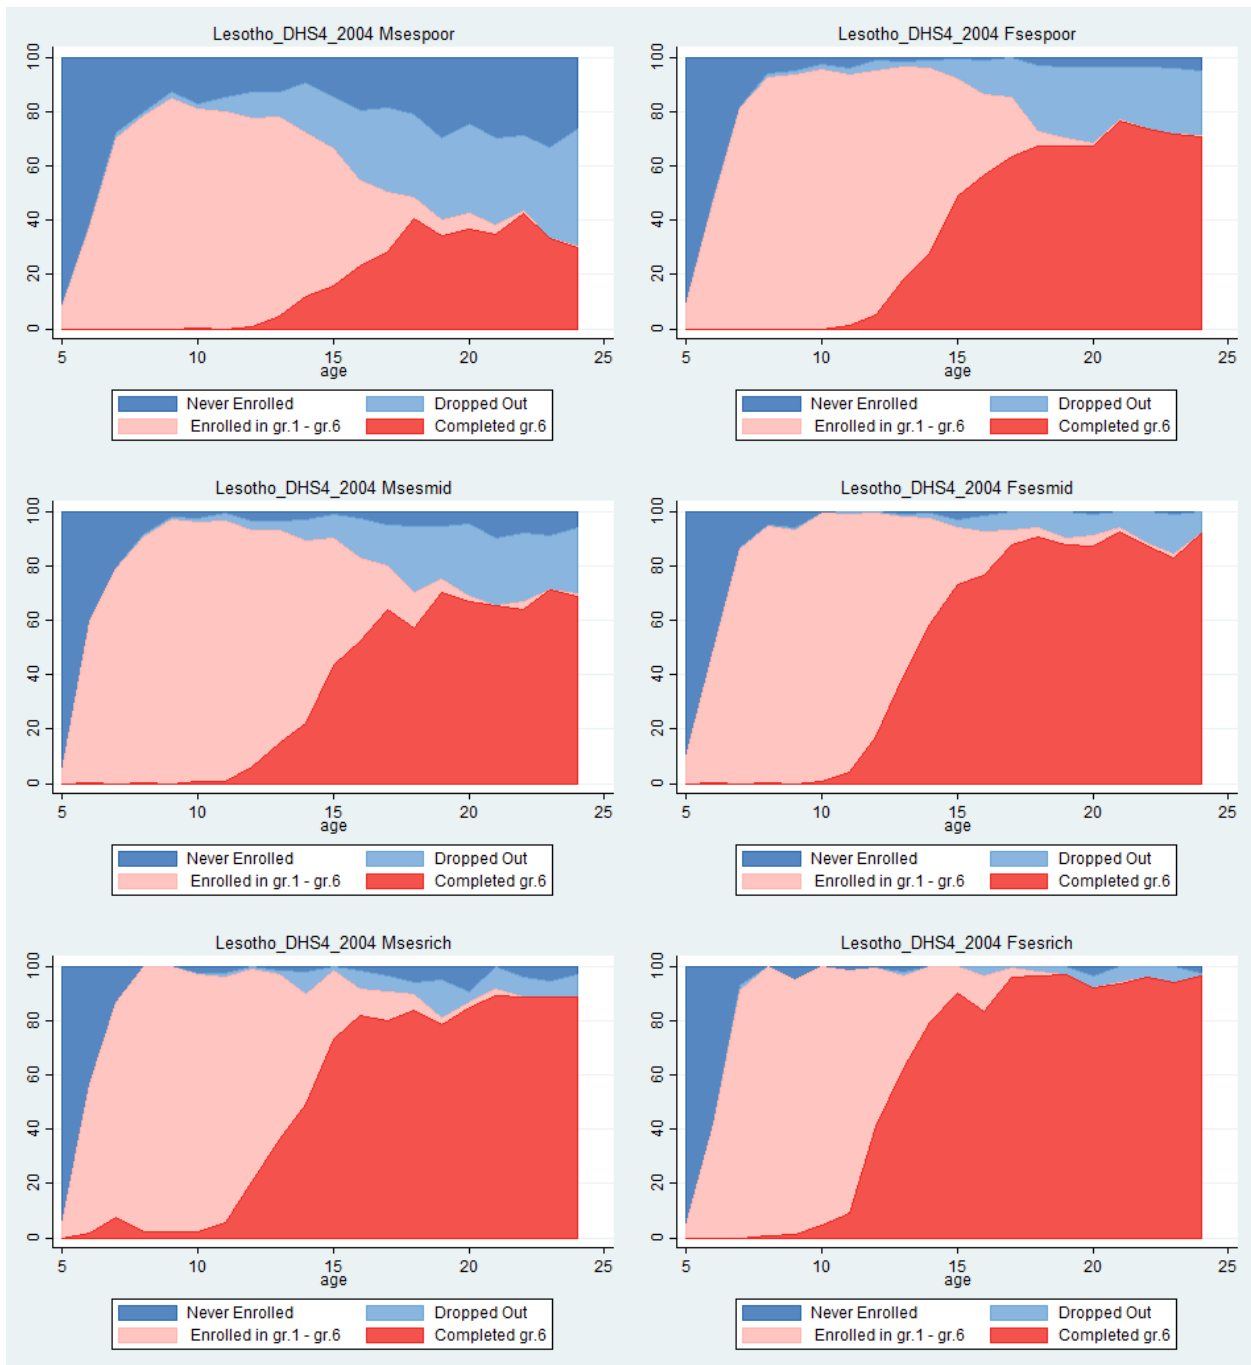 Lesotho_DHS4_2004 Msespoor
100
80
60
40
20
0
5 10 15 20 25
age
Never Enrolled Dropped Out
Enrolled in gr.1 - gr.6 Completed gr.6
Lesotho_DHS4_2004 Fsespoor
100
80
60
40
20
0
5 10 15 20 25
age
Never Enrolled Dropped Out
Enrolled in gr.1 - gr.6 Completed gr.6
Lesotho_DHS4_2004 Msesmid
100
80
60
40
20
0
5 10 15 20 25
age
Never Enrolled Dropped Out
Enrolled in gr.1 - gr.6 Completed gr.6
Lesotho_DHS4_2004 Fsesmid
100
80
60
40
20
0
5 10 15 20 25
age
Never Enrolled Dropped Out
Enrolled in gr.1 - gr.6 Completed gr.6
Lesotho_DHS4_2004 Msesrich
100
80
60
40
20
0
5 10 15 20 25
age
Never Enrolled Dropped Out
Enrolled in gr.1 - gr.6 Completed gr.6
Lesotho_DHS4_2004 Fsesrich
100
80
60
40
20
0
5 10 15 20 25
age
Never Enrolled Dropped Out
Enrolled in gr.1 - gr.6 Completed gr.6